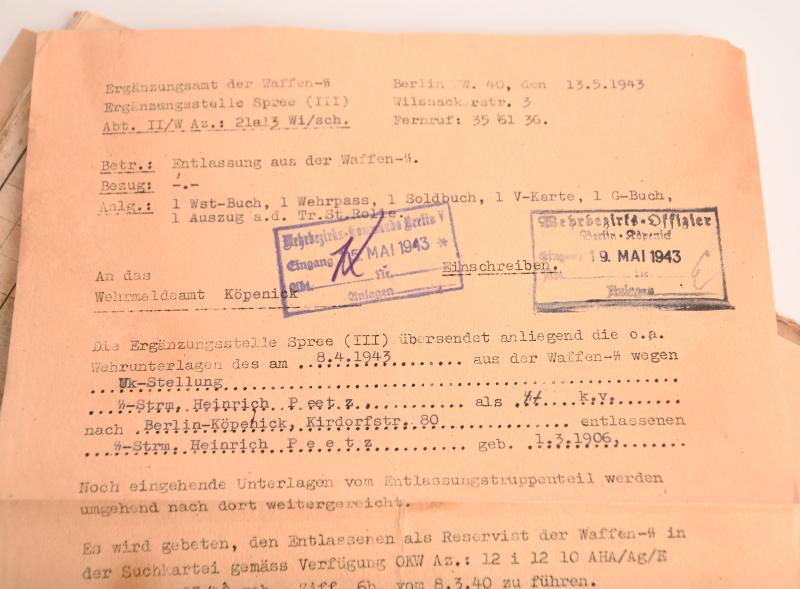 Ergänzungsamt der Waffen-ᛋᛋ
Ergänzungsstelle Spree (III)
Abt. II/W Az.: 21a13 Wi/sch.
Berlin NW. 40, den 13.5.1943
Wilsnackerstr. 3
Fernruf: 35 61 36.
Betr.: Entlassung aus der Waffen-ᛋᛋ.
Bezug: -.-
Anlg.: 1 Wst-Buch, 1 Wehrpass, 1 Soldbuch, 1 V-Karte, 1 G-Buch,
1 Auszug a.d. Tr.St.Rolle.
Wehrbezirks-Kommando Berlin V
Eingang 15. MAI 1943 *
Abt. Nr.
Anlagen
Wehrbezirks-Offizier
Berlin-Köpenick
Eingang 19. MAI 1943
Abt. Nr.
Anlagen
An das
Wehrmeldeamt Köpenick
Einschreiben.
Die Ergänzungsstelle Spree (III) übersendet anliegend die o.a.
Wehrunterlagen des am 8.4.1943 aus der Waffen-ᛋᛋ wegen
Uk-Stellung
ᛋᛋ-Strm. Heinrich P e e t z als k.v.
nach Berlin-Köpenick, Kirdorfstr. 80 entlassenen
ᛋᛋ-Strm. Heinrich P e e t z geb. 1.3.1906,
Noch eingehende Unterlagen vom Entlassungstruppenteil werden
umgehend nach dort weitergereicht.
Es wird gebeten, den Entlassenen als Reservist der Waffen-ᛋᛋ in
der Suchkartei gemäss Verfügung OKW Az.: 12 i 12 10 AHA/Ag/E
Ziff. 6b. vom 8.3.40 zu führen.